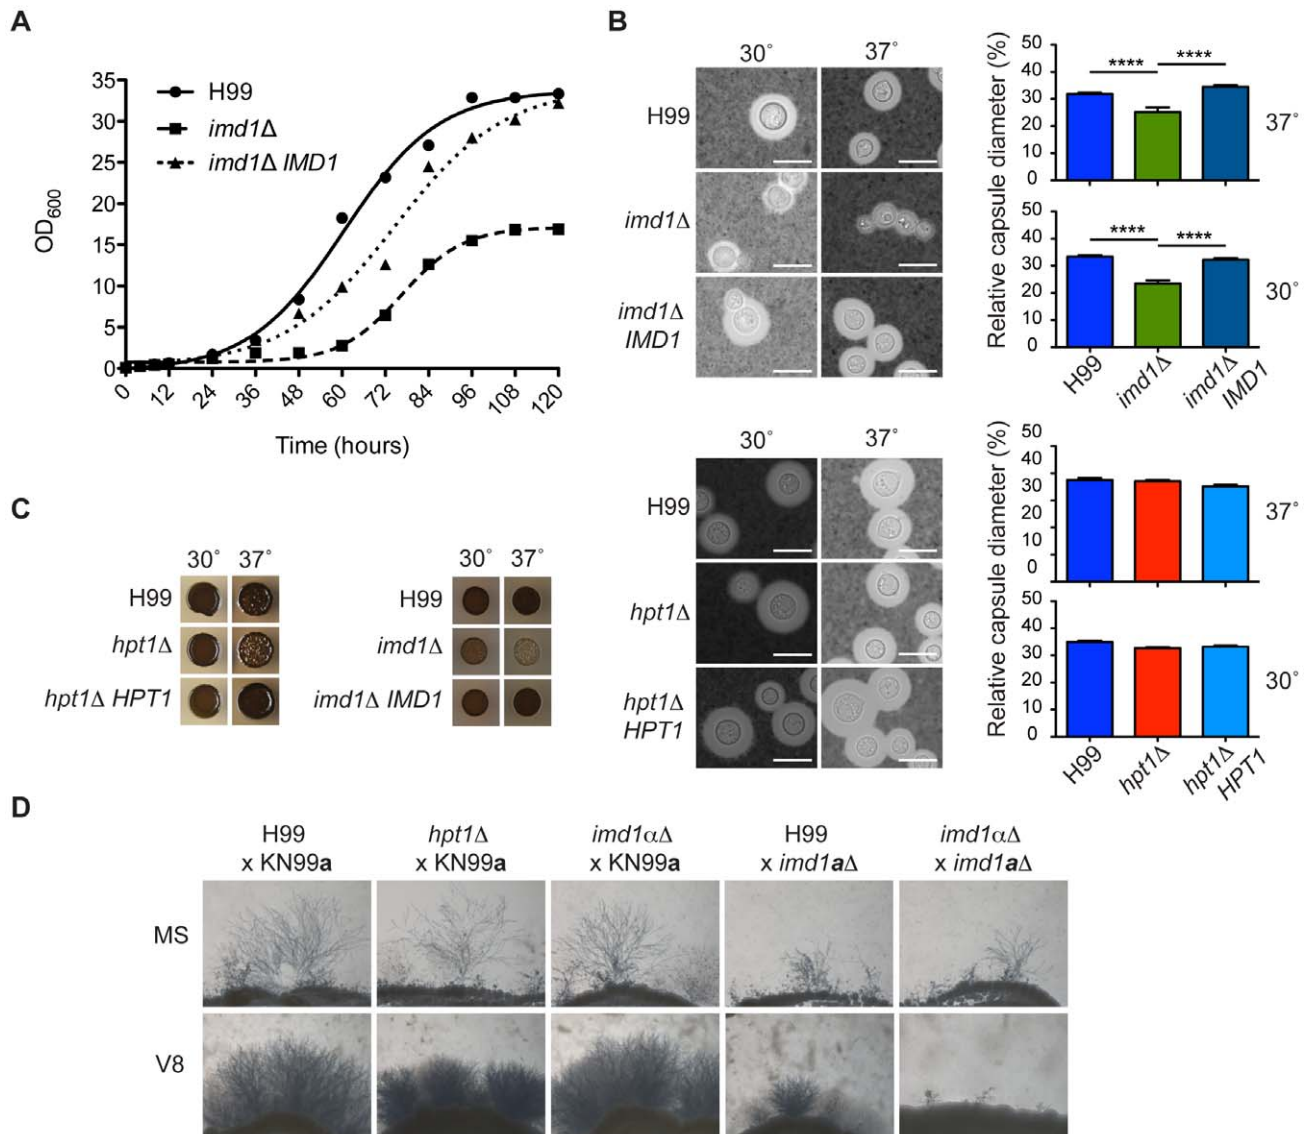 A
35
30
25
20
15
10
5
0
OD600
H99
imd1Δ
imd1Δ IMD1
0 12 24 36 48 60 72 84 96 108 120
Time (hours)
B
30° 37°
H99
imd1Δ
imd1Δ
IMD1
Relative capsule diameter (%)
50
40
30
20
10
0
**** ****
37°
50
40
30
20
10
0
**** ****
30°
H99 imd1Δ imd1Δ
IMD1
30° 37°
H99
hpt1Δ
hpt1Δ
HPT1
Relative capsule diameter (%)
50
40
30
20
10
0
37°
50
40
30
20
10
0
30°
H99 hpt1Δ hpt1Δ
HPT1
C
30° 37°
H99
hpt1Δ
hpt1Δ HPT1
30° 37°
H99
imd1Δ
imd1Δ IMD1
D
H99
x KN99a
hpt1Δ
x KN99a
imd1αΔ
x KN99a
H99
x imd1aΔ
imd1αΔ
x imd1aΔ
MS
V8